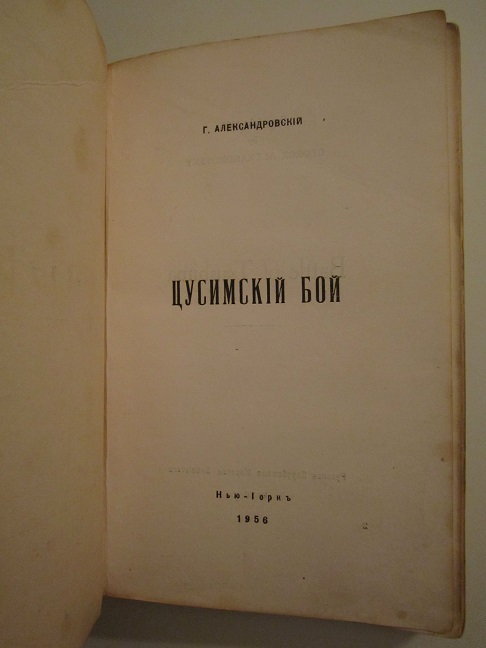 Г. АЛЕКСАНДРОВСКІЙ
ЦУСИМСКІЙ БОЙ
Нью-Іоркъ
1956